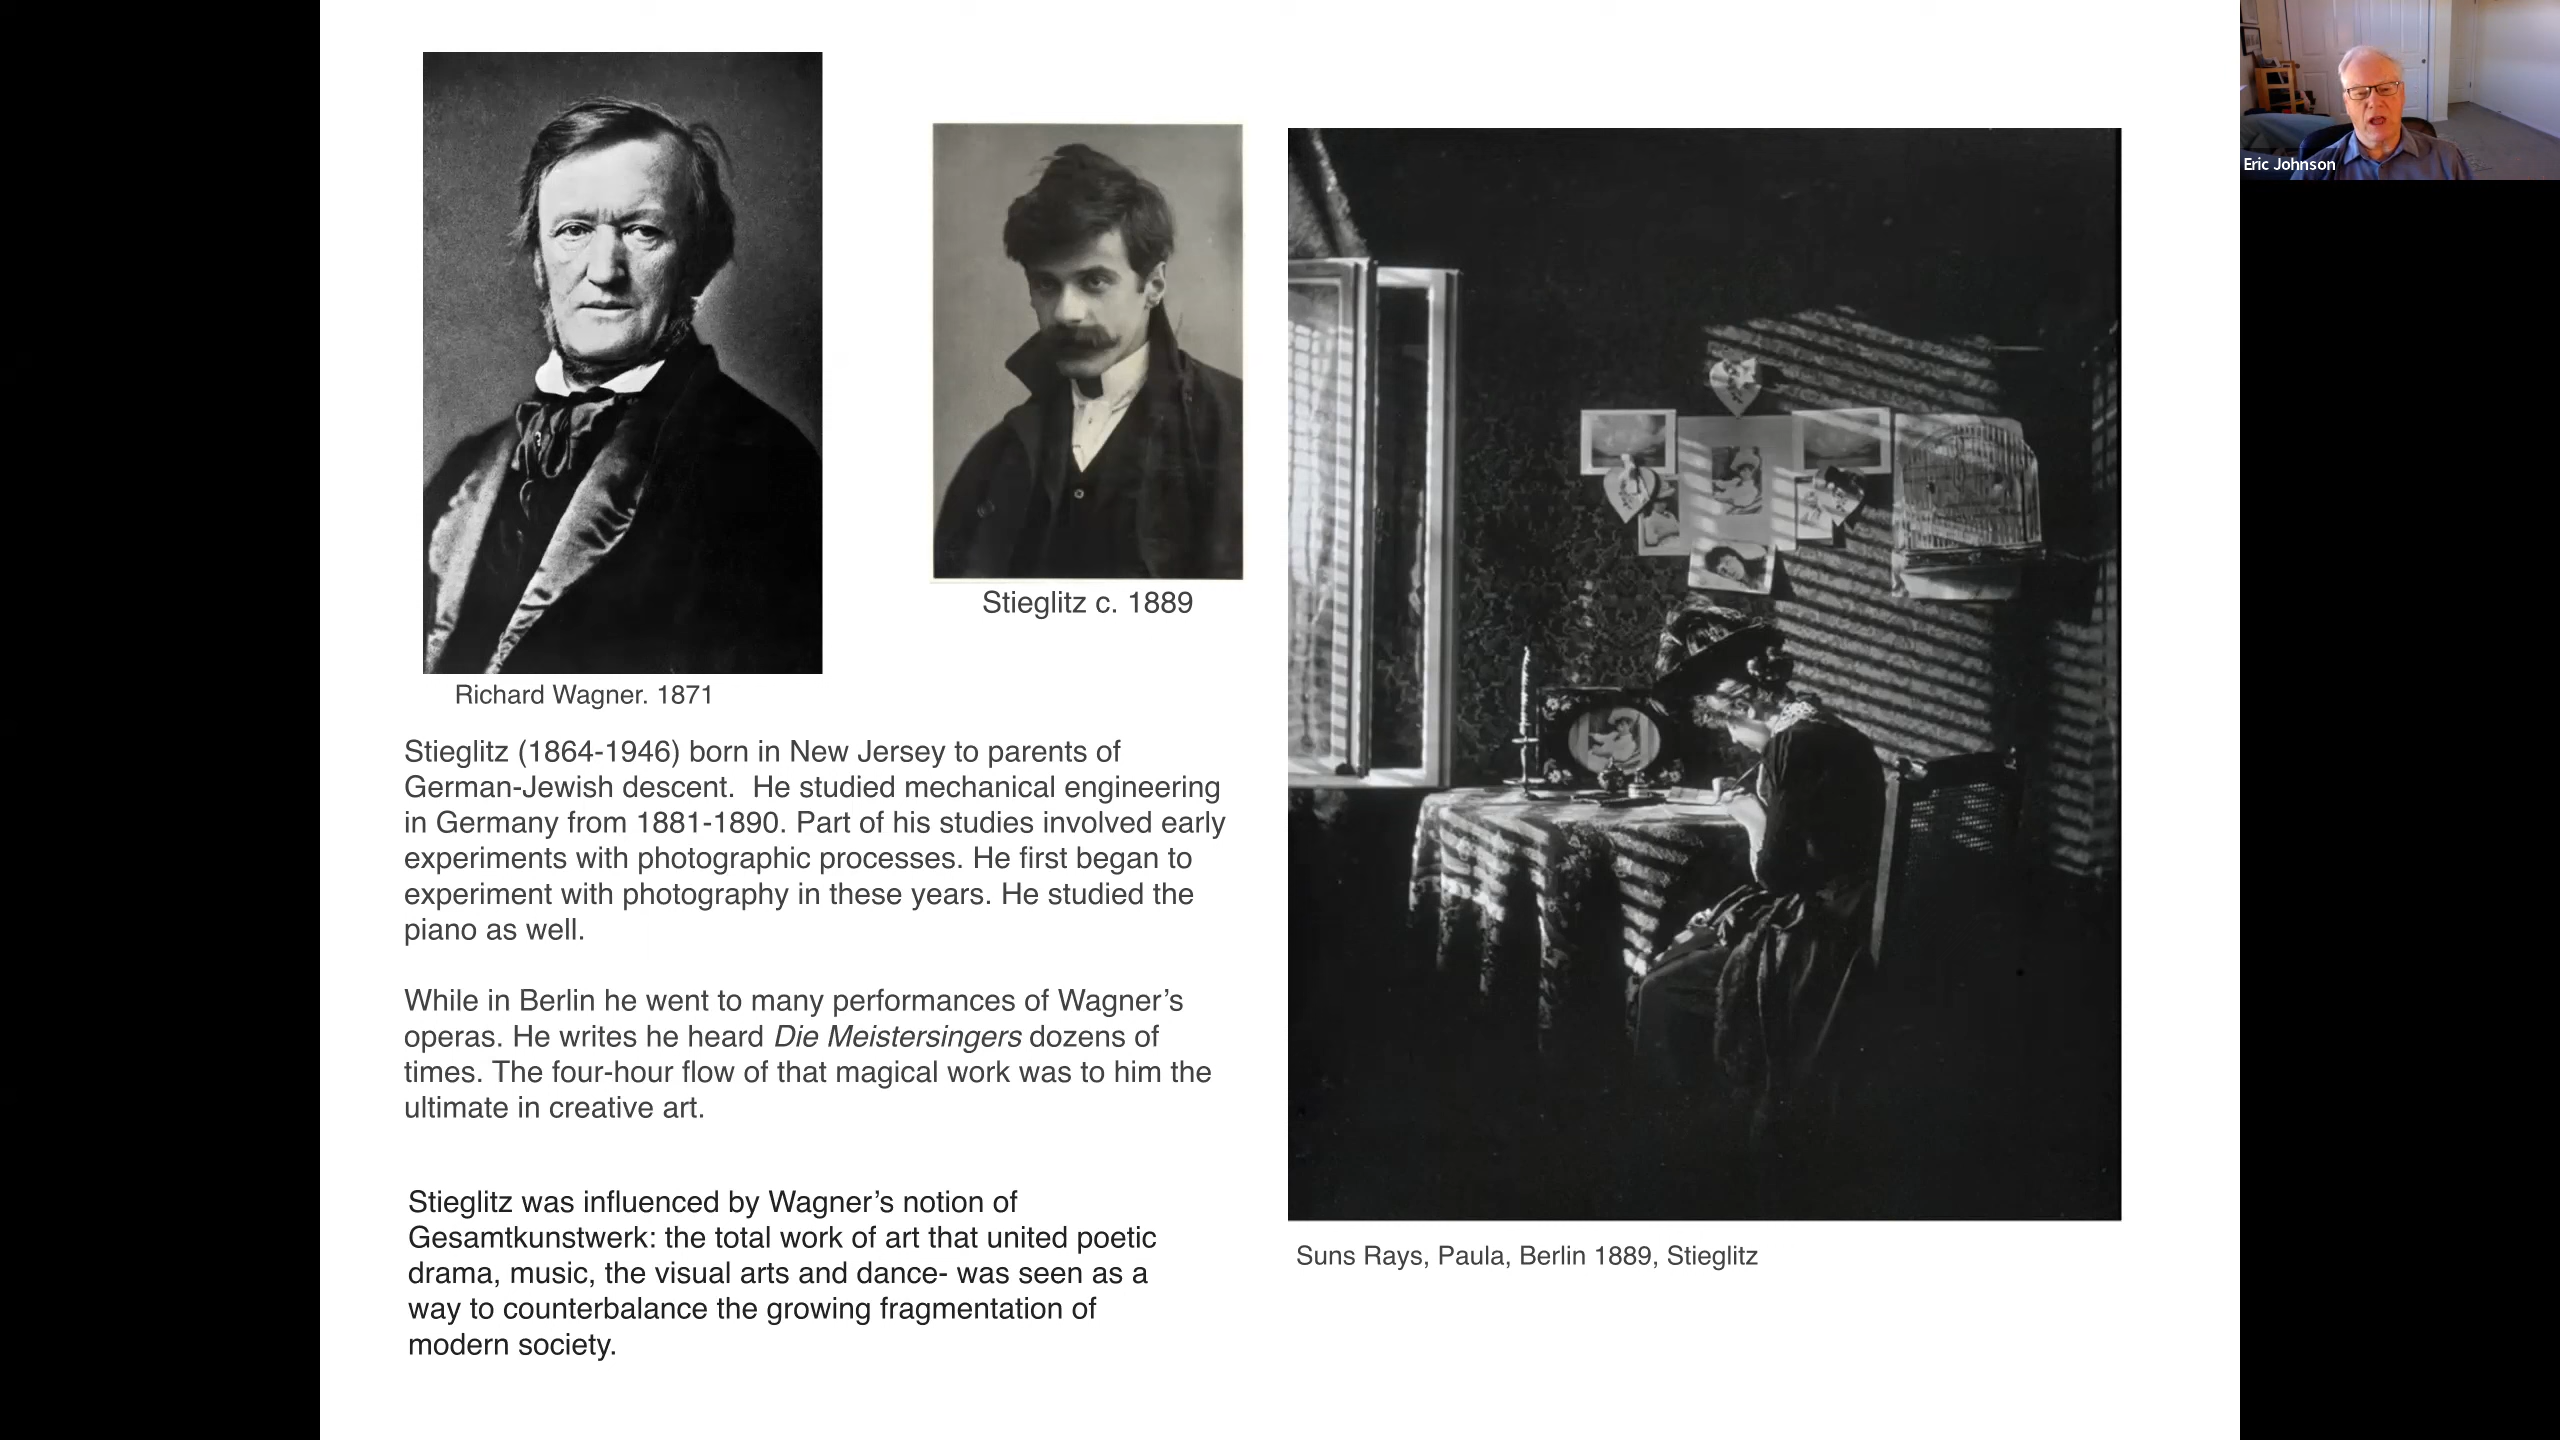 Eric Johnson
Stieglitz c. 1889
Richard Wagner. 1871
Stieglitz (1864-1946) born in New Jersey to parents of
German-Jewish descent.  He studied mechanical engineering
in Germany from 1881-1890. Part of his studies involved early
experiments with photographic processes. He first began to
experiment with photography in these years. He studied the
piano as well.
While in Berlin he went to many performances of Wagner’s
operas. He writes he heard Die Meistersingers dozens of
times. The four-hour flow of that magical work was to him the
ultimate in creative art.
Stieglitz was influenced by Wagner’s notion of
Gesamtkunstwerk: the total work of art that united poetic
drama, music, the visual arts and dance- was seen as a
way to counterbalance the growing fragmentation of
modern society.
Suns Rays, Paula, Berlin 1889, Stieglitz